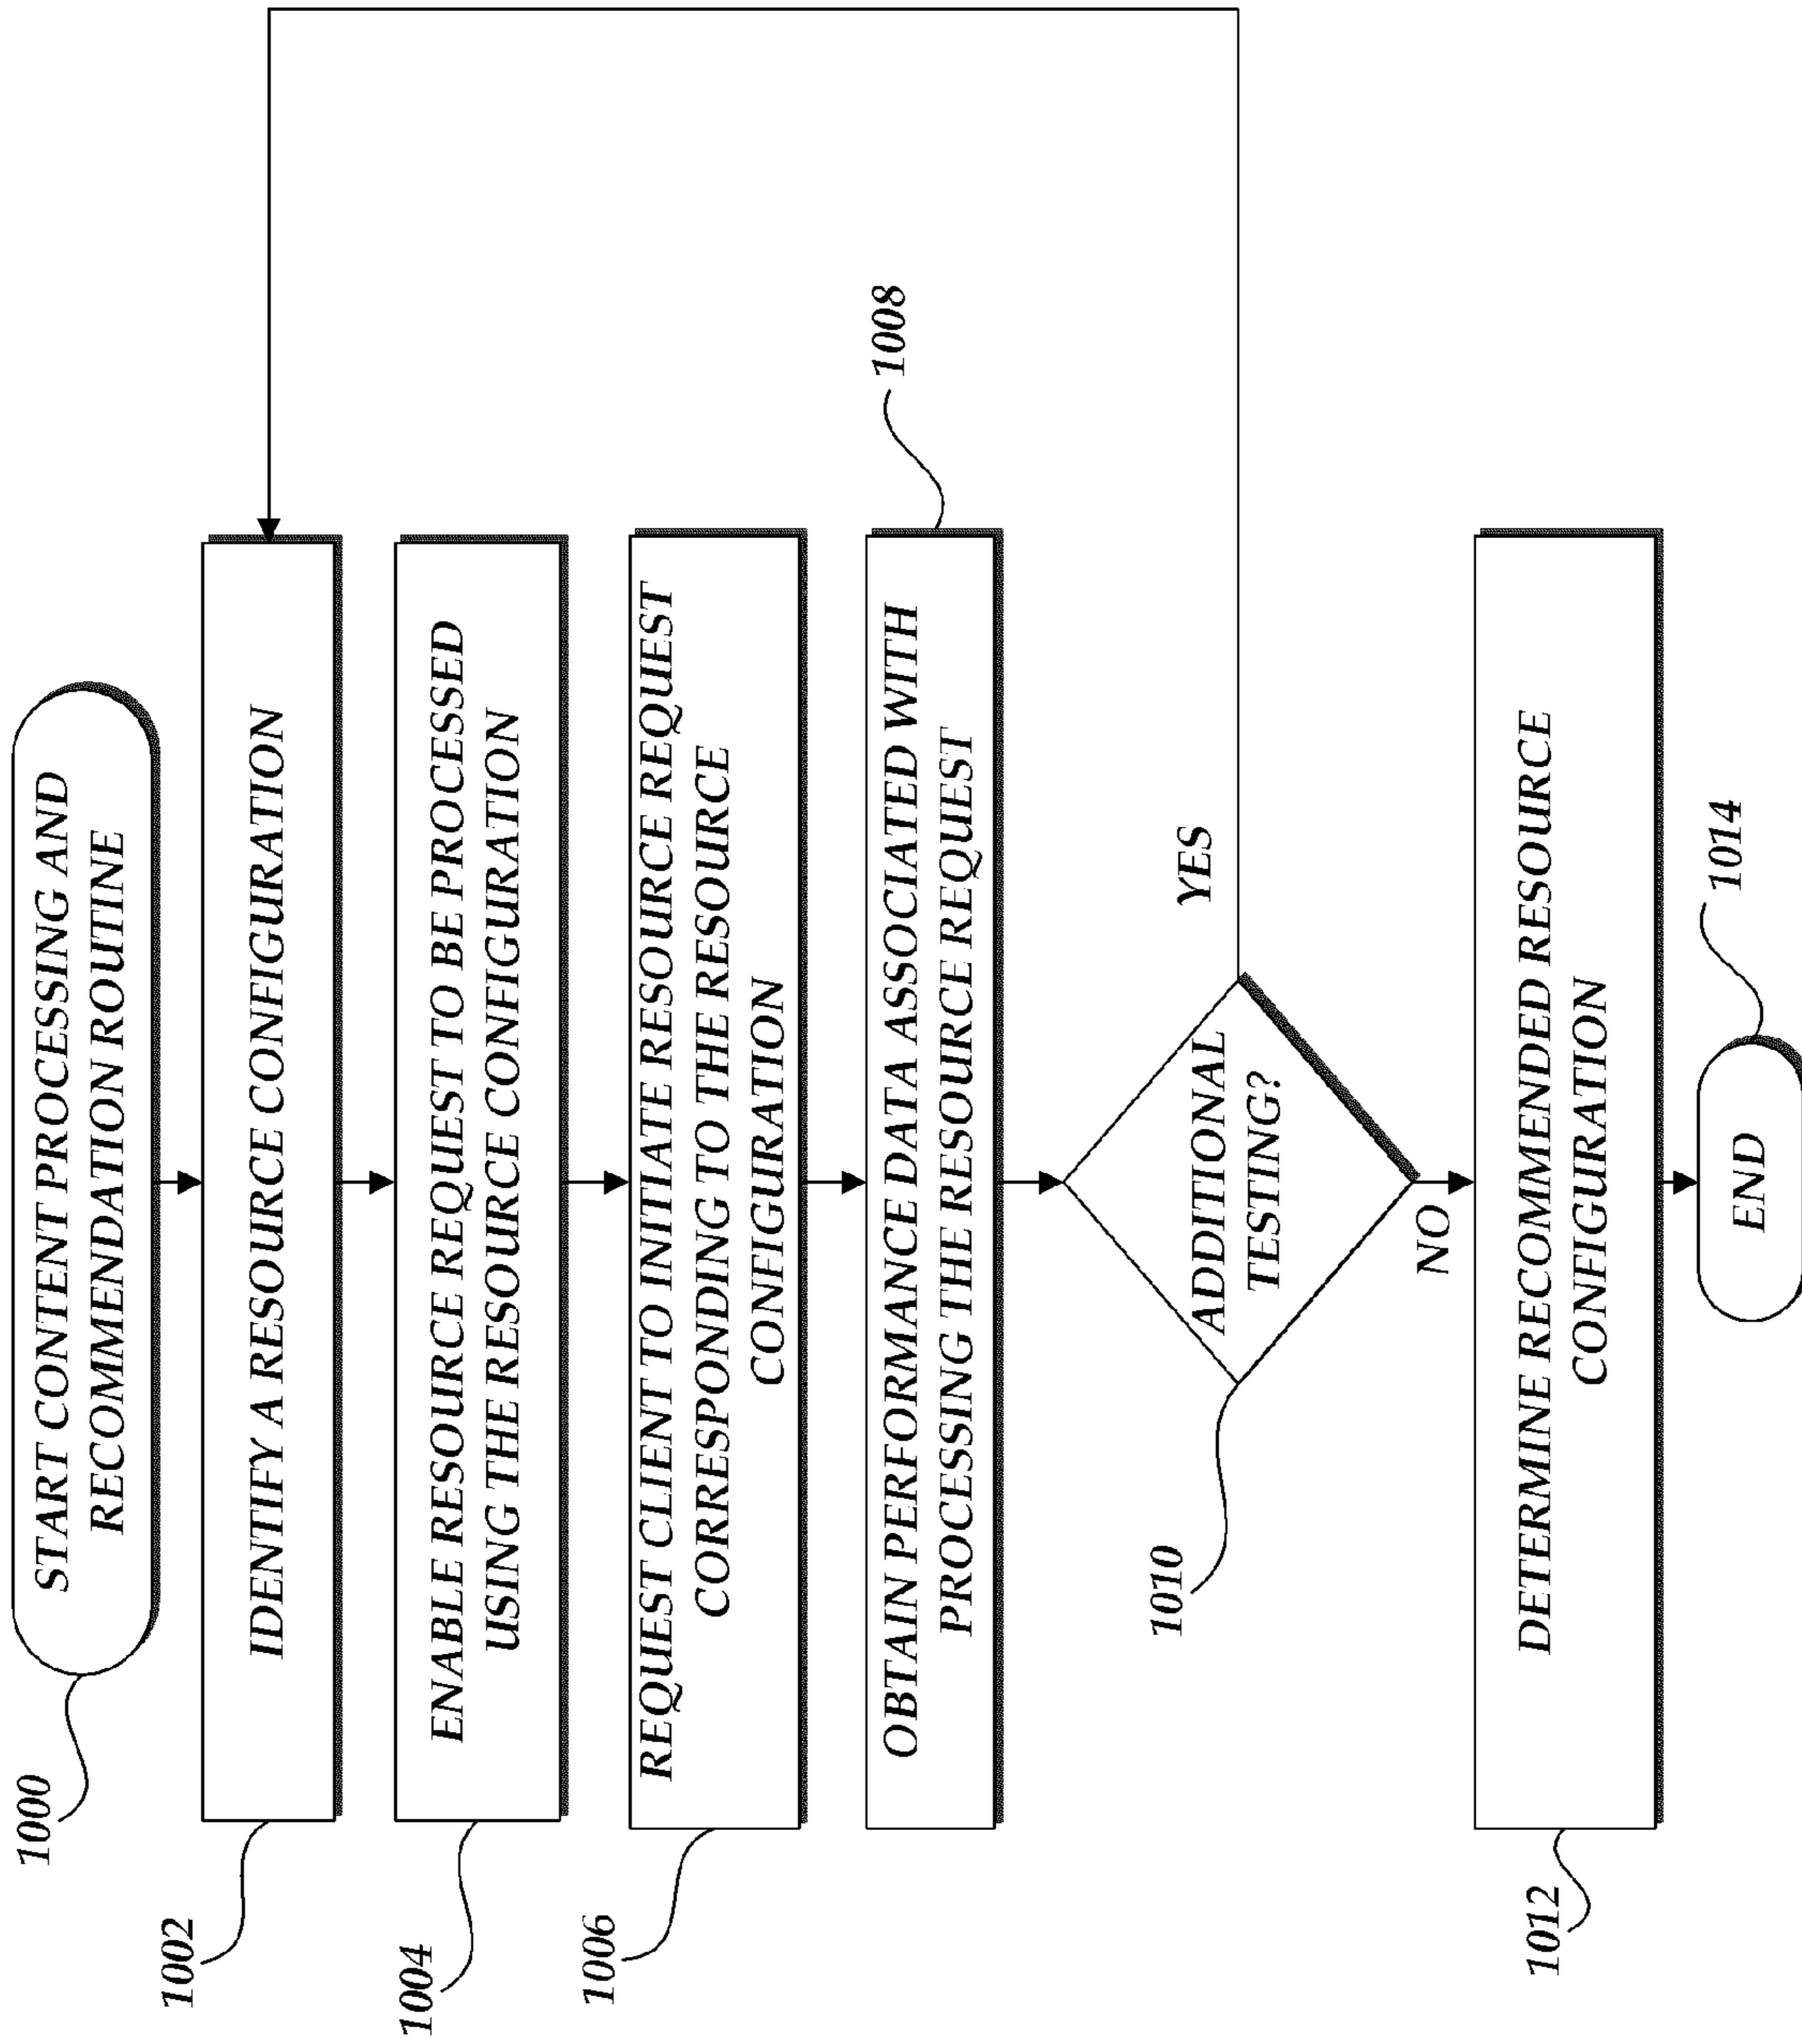 1000
START CONTENT PROCESSING AND
RECOMMENDATION ROUTINE
1002
IDENTIFY A RESOURCE CONFIGURATION
1004
ENABLE RESOURCE REQUEST TO BE PROCESSED
USING THE RESOURCE CONFIGURATION
1006
REQUEST CLIENT TO INITIATE RESOURCE REQUEST
CORRESPONDING TO THE RESOURCE
CONFIGURATION
1008
OBTAIN PERFORMANCE DATA ASSOCIATED WITH
PROCESSING THE RESOURCE REQUEST
1010
ADDITIONAL
TESTING?
YES
NO
1012
DETERMINE RECOMMENDED RESOURCE
CONFIGURATION
1014
END